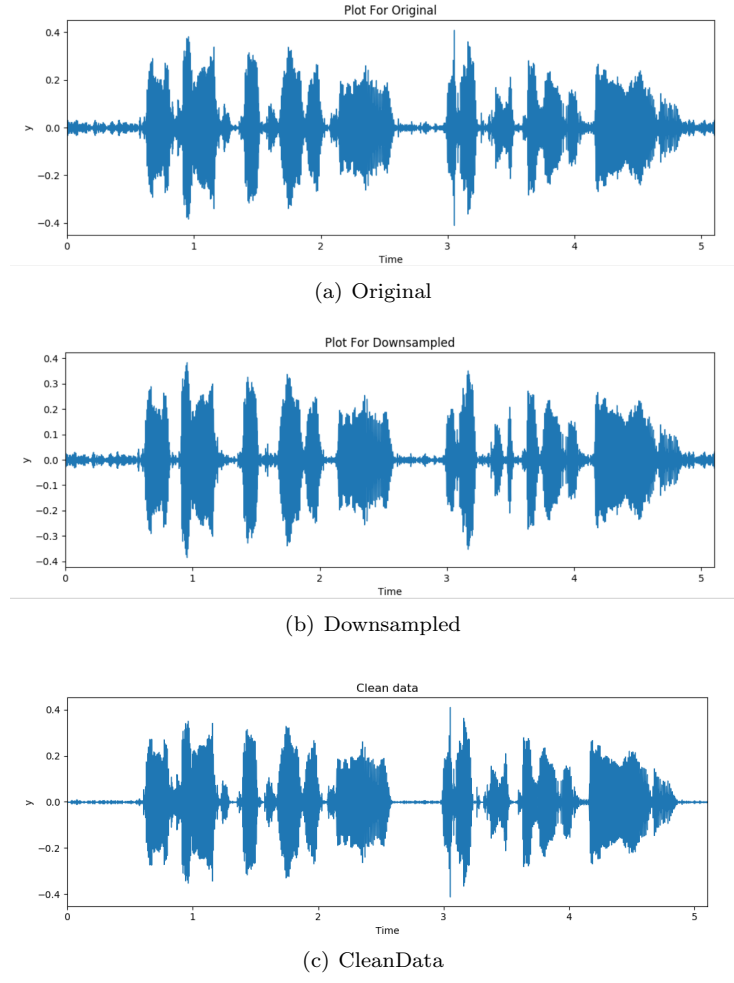 Plot For Original
0.4
0.2
0.0
−0.2
−0.4
y
0 1 2 3 4 5
Time
(a) Original
Plot For Downsampled
0.4
0.3
0.2
0.1
0.0
−0.1
−0.2
−0.3
−0.4
y
0 1 2 3 4 5
Time
(b) Downsampled
Clean data
0.4
0.2
0.0
−0.2
−0.4
y
0 1 2 3 4 5
Time
(c) CleanData